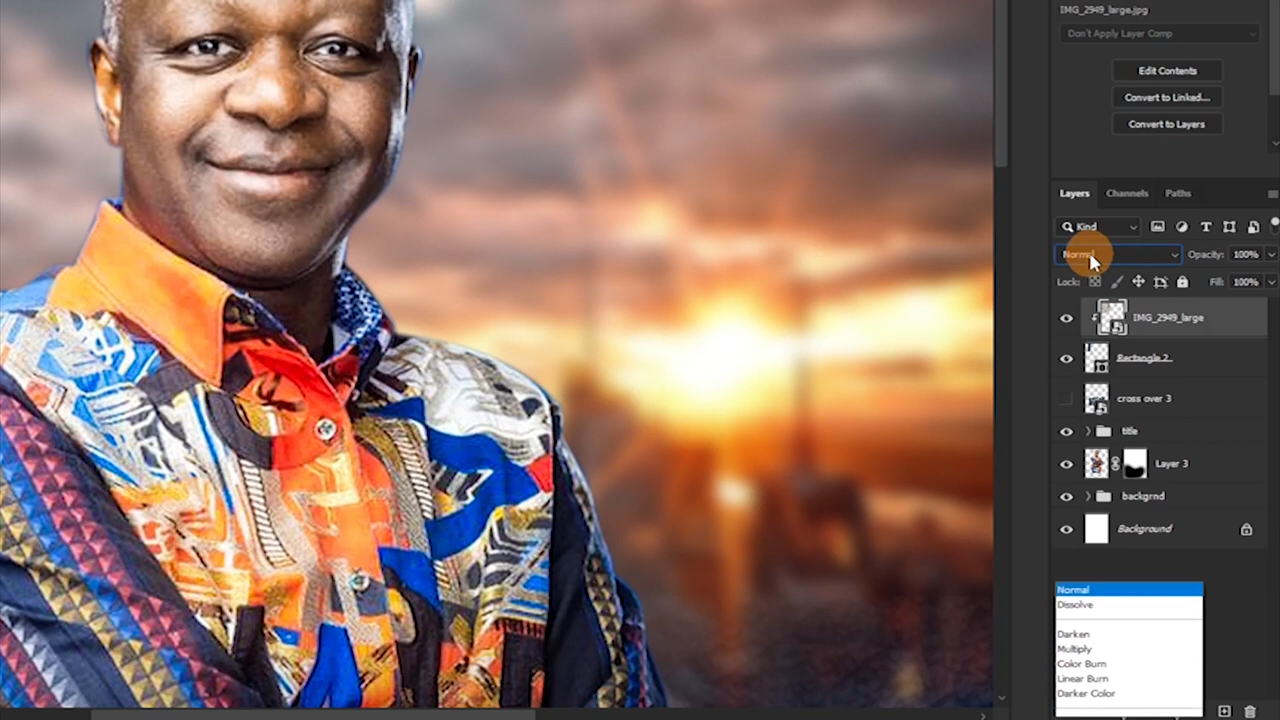 IMG_2949_large.jpg
Don't Apply Layer Comp
Edit Contents
Convert to Linked...
Convert to Layers
Layers Channels Paths
Kind
Normal Opacity: 100%
Lock: Fill: 100%
IMG_2949_large
Rectangle 2
cross over 3
title
Layer 3
backgrnd
Background
Normal
Dissolve
Darken
Multiply
Color Burn
Linear Burn
Darker Color